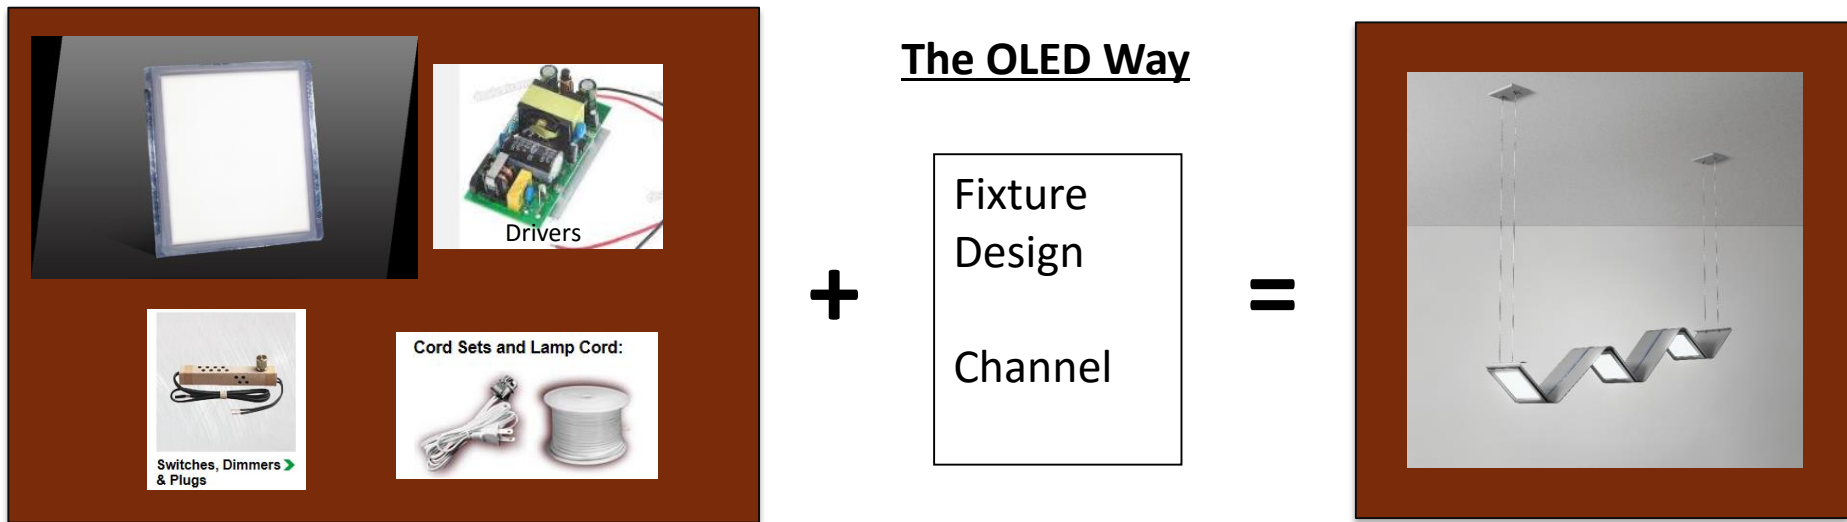 The OLED Way
Drivers
Switches, Dimmers
& Plugs
Cord Sets and Lamp Cord:
+
Fixture
Design
Channel
=